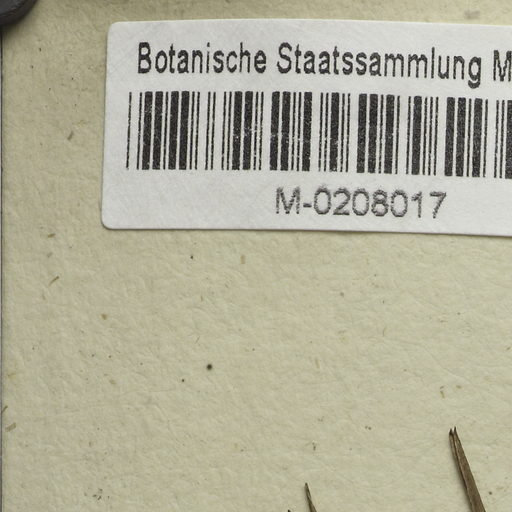 Botanische Staatssammlung M
M-0208017